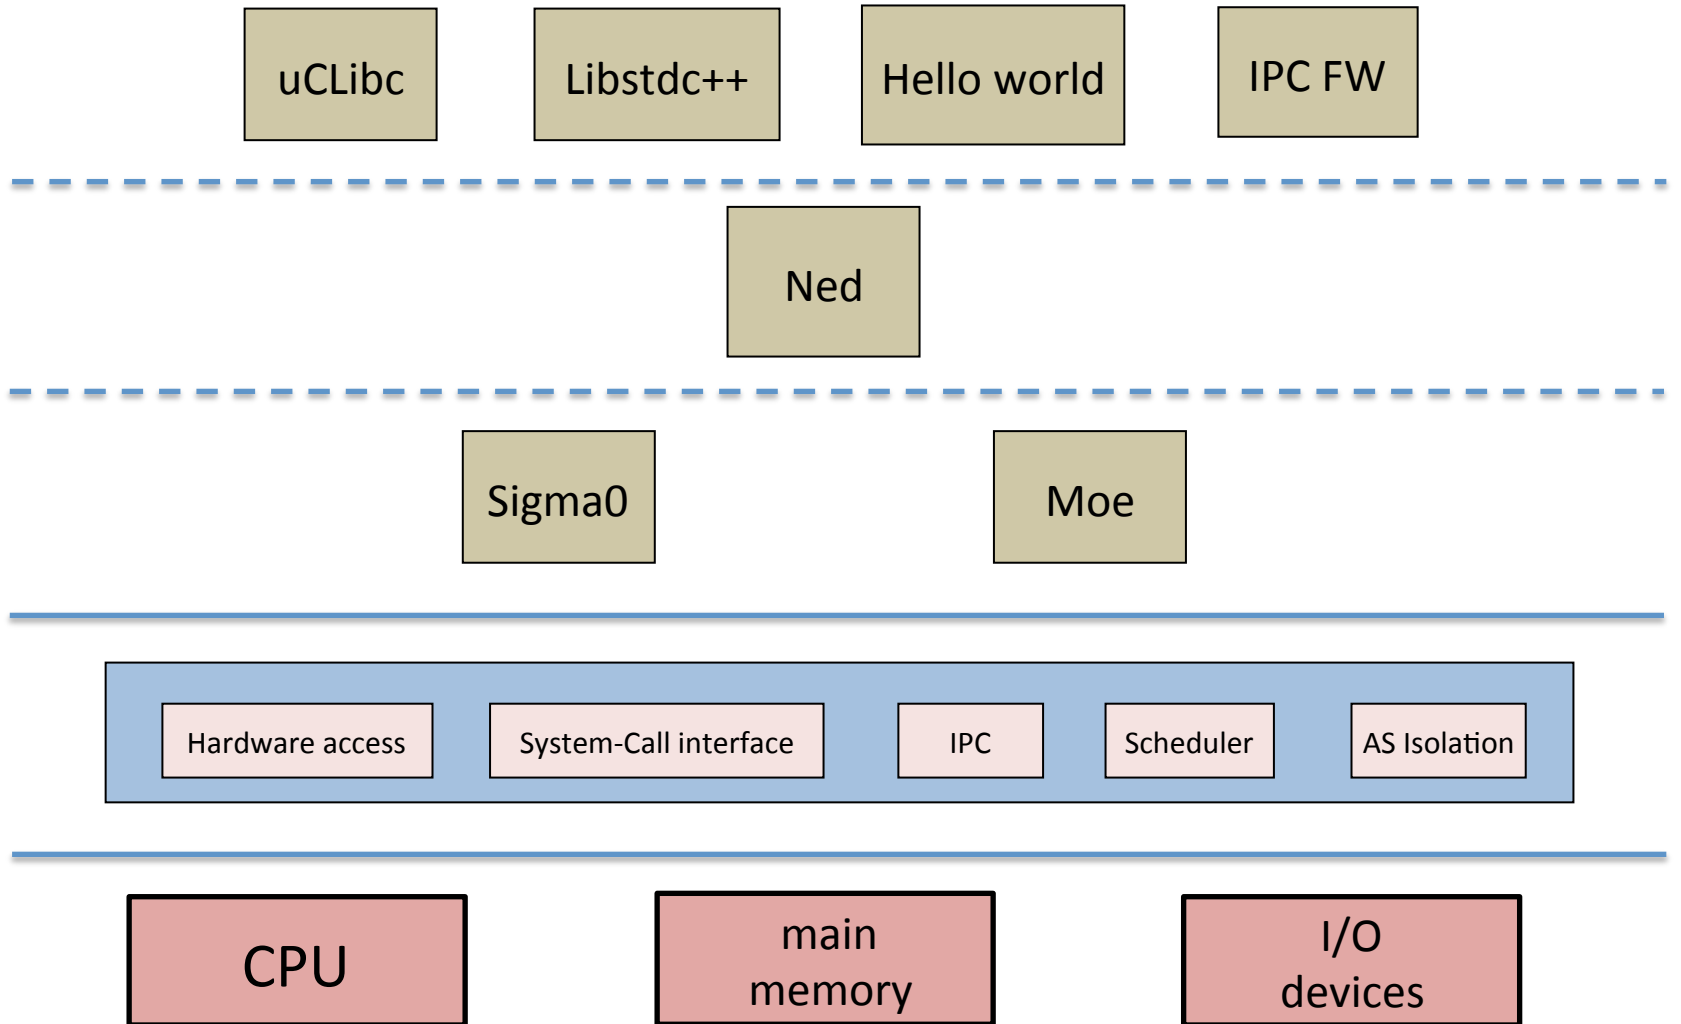 uCLibc
Libstdc++
Hello world
IPC FW
Ned
Sigma0
Moe
Hardware access
System-Call interface
IPC
Scheduler
AS Isolation
CPU
main
memory
I/O
devices